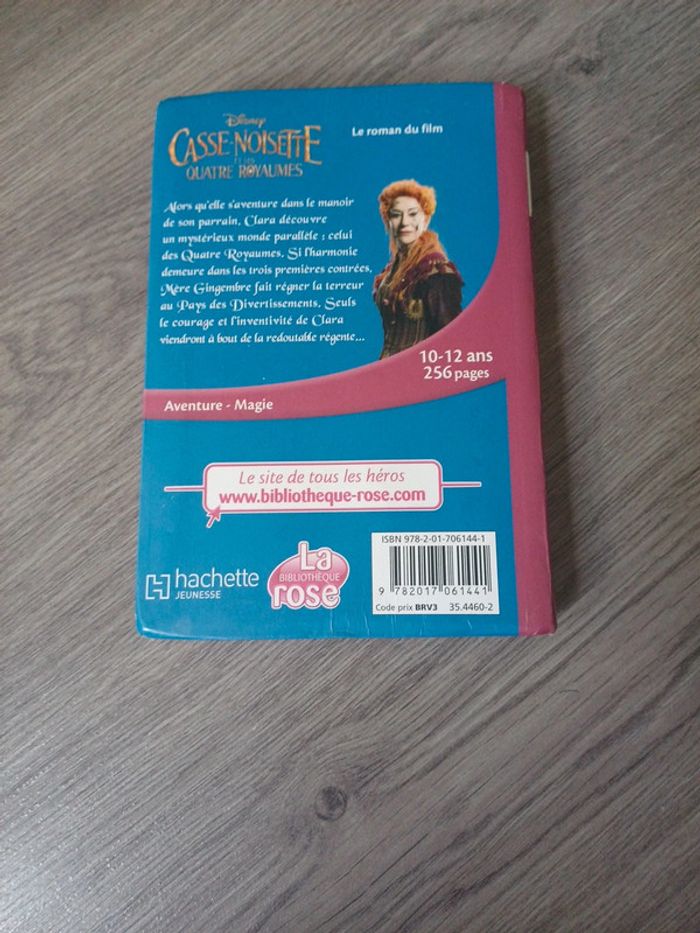 Disney
CASSE-NOISETTE
ET LES
QUATRE ROYAUMES
Le roman du film
Alors qu'elle s'aventure dans le manoir
de son parrain, Clara découvre
un mystérieux monde parallèle : celui
des Quatre Royaumes. Si l'harmonie
demeure dans les trois premières contrées,
Mère Gingembre fait régner la terreur
au Pays des Divertissements. Seuls
le courage et l'inventivité de Clara
viendront à bout de la redoutable régente...
10-12 ans
256 pages
Aventure - Magie
Le site de tous les héros
www.bibliotheque-rose.com
hachette
JEUNESSE
La
BIBLIOTHÈQUE
rose
ISBN 978-2-01-706144-1
9 782017 061441
Code prix BRV3 35.4460-2